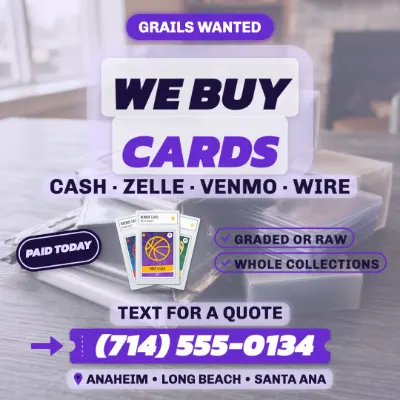 GRAILS WANTED
WE BUY
CARDS
CASH · ZELLE · VENMO · WIRE
PAID TODAY
GRADED OR RAW
WHOLE COLLECTIONS
TEXT FOR A QUOTE
(714) 555-0134
ANAHEIM • LONG BEACH • SANTA ANA